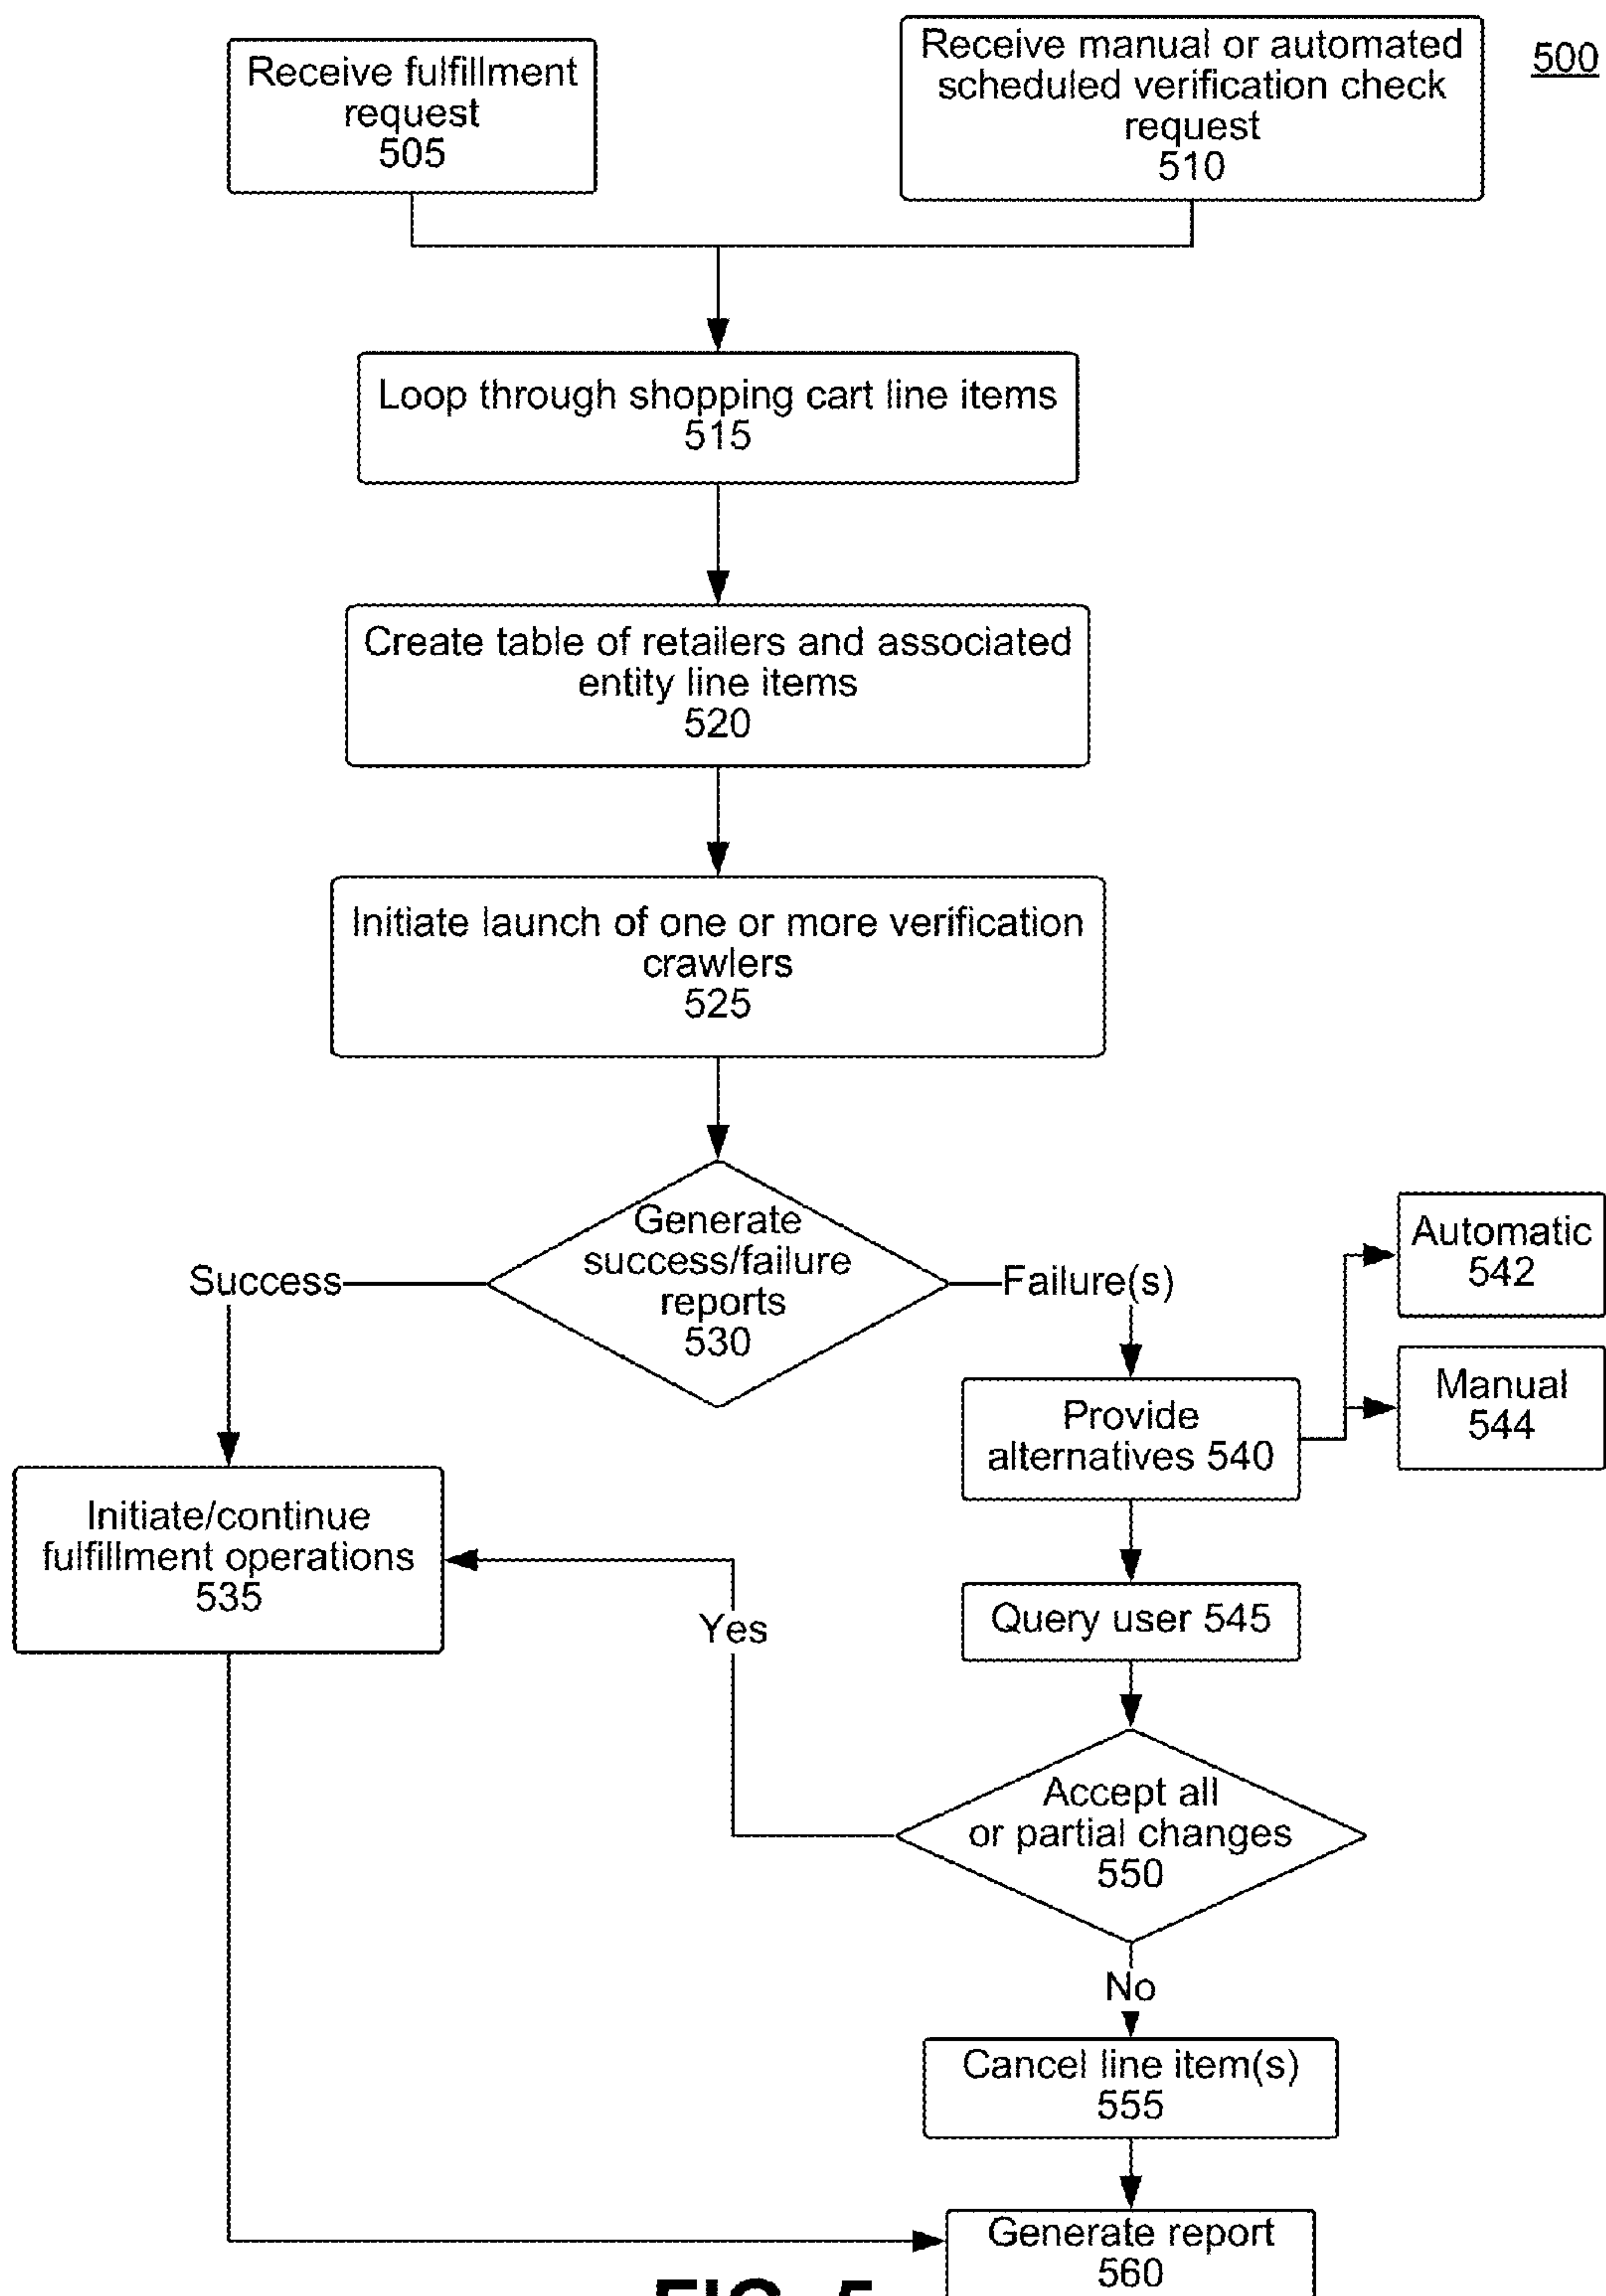 Receive fulfillment
request
505
Receive manual or automated
scheduled verification check
request
510
500
Loop through shopping cart line items
515
Create table of retailers and associated
entity line items
520
Initiate launch of one or more verification
crawlers
525
Generate
success/failure
reports
530
Success
Failure(s)
Automatic
542
Manual
544
Provide
alternatives 540
Initiate/continue
fulfillment operations
535
Query user 545
Yes
Accept all
or partial changes
550
No
Cancel line item(s)
555
Generate report
560
FIG. 5